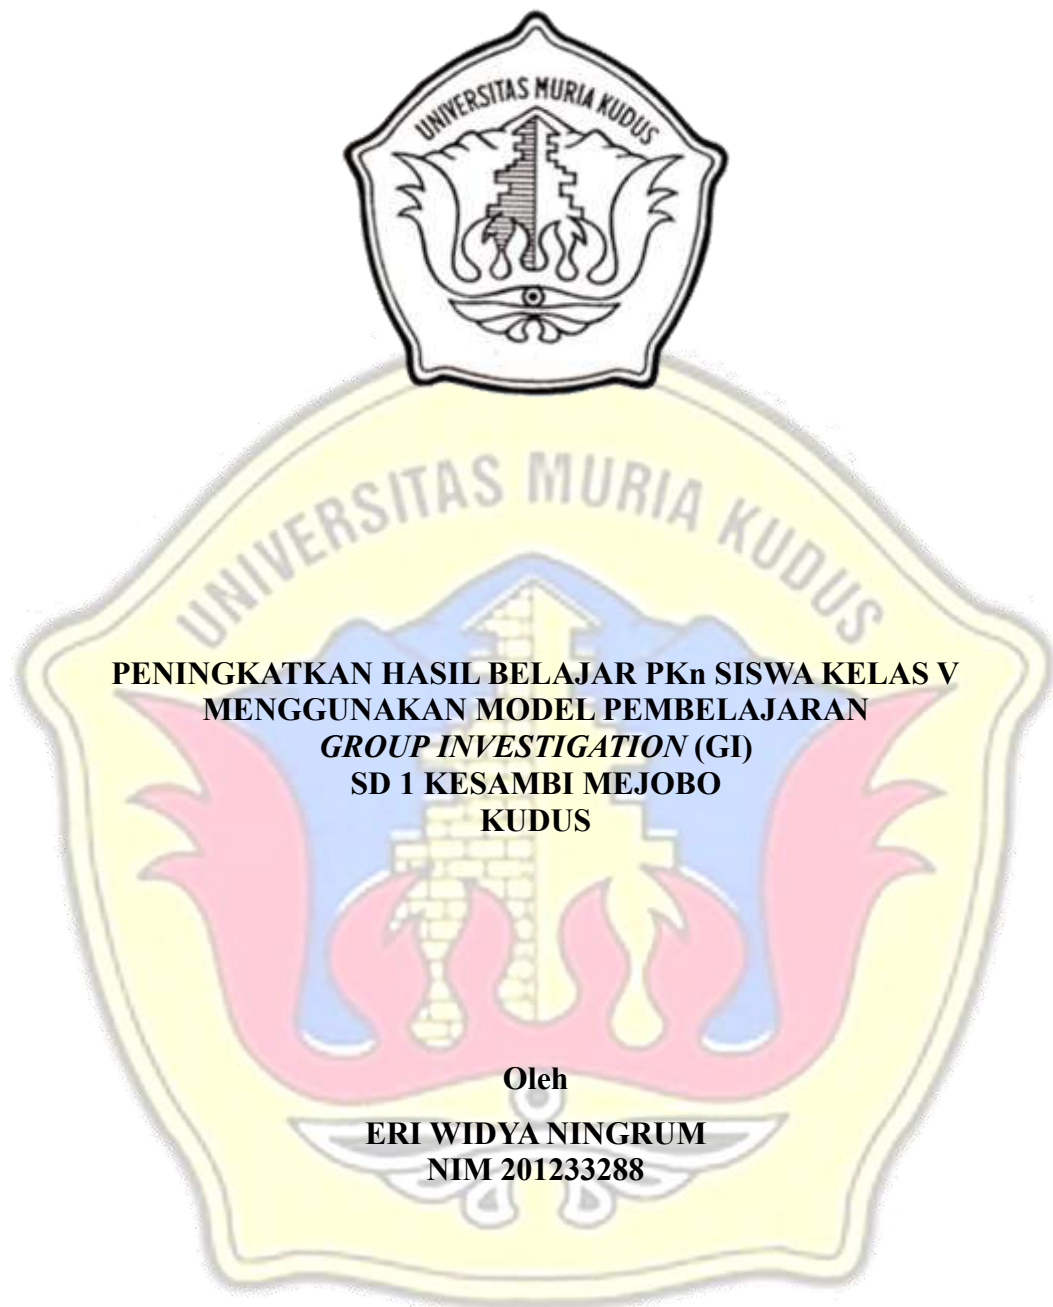 UNIVERSITAS MURIA KUDUS
UNIVERSITAS MURIA KUDUS
PENINGKATKAN HASIL BELAJAR PKn SISWA KELAS V
MENGGUNAKAN MODEL PEMBELAJARAN
GROUP INVESTIGATION (GI)
SD 1 KESAMBI MEJOBO
KUDUS
Oleh
ERI WIDYA NINGRUM
NIM 201233288